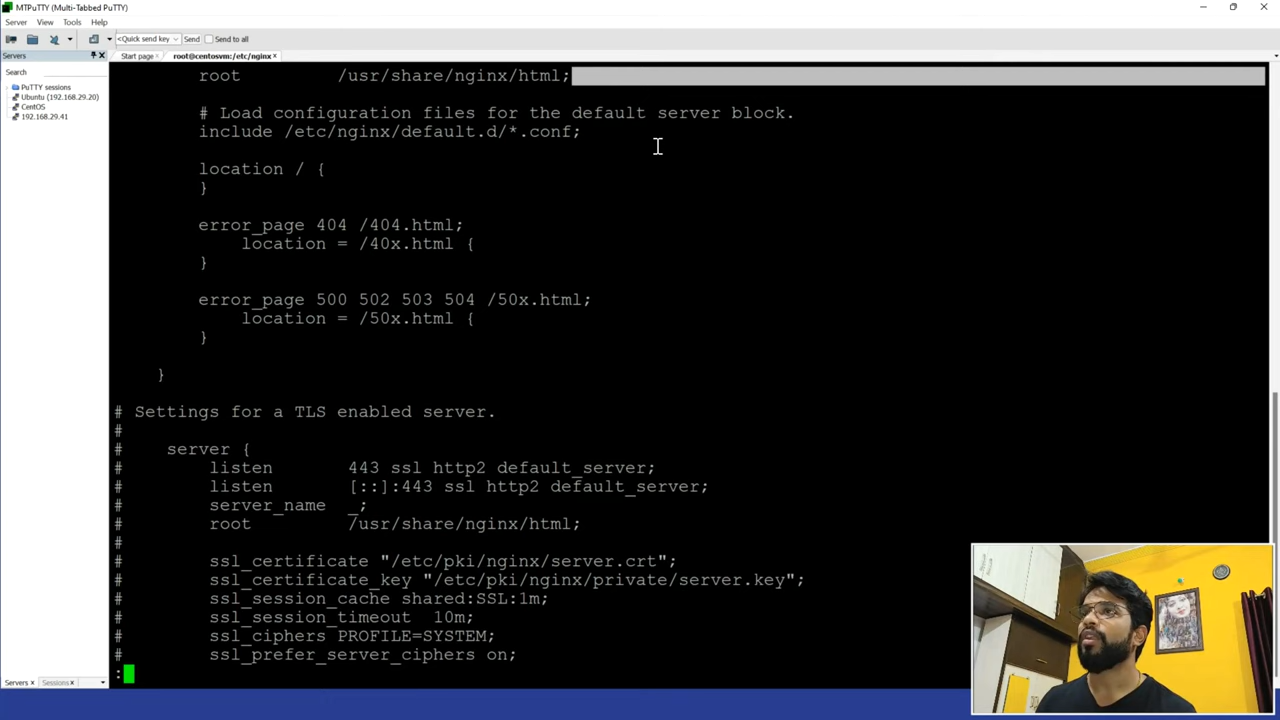 MTPuTTY (Multi-Tabbed PuTTY)
Server View Tools Help
<Quick send key Send Send to all
Servers
Start page root@centosvm:/etc/nginx
Search
PuTTY sessions
Ubuntu (192.168.29.20)
CentOS
192.168.29.41
root /usr/share/nginx/html;
# Load configuration files for the default server block.
include /etc/nginx/default.d/*.conf;
location / {
}
error_page 404 /404.html;
location = /40x.html {
}
error_page 500 502 503 504 /50x.html;
location = /50x.html {
}
}
# Settings for a TLS enabled server.
#
# server {
# listen 443 ssl http2 default_server;
# listen [::]:443 ssl http2 default_server;
# server_name _;
# root /usr/share/nginx/html;
#
# ssl_certificate "/etc/pki/nginx/server.crt";
# ssl_certificate_key "/etc/pki/nginx/private/server.key";
# ssl_session_cache shared:SSL:1m;
# ssl_session_timeout 10m;
# ssl_ciphers PROFILE=SYSTEM;
# ssl_prefer_server_ciphers on;
:
Servers Sessions